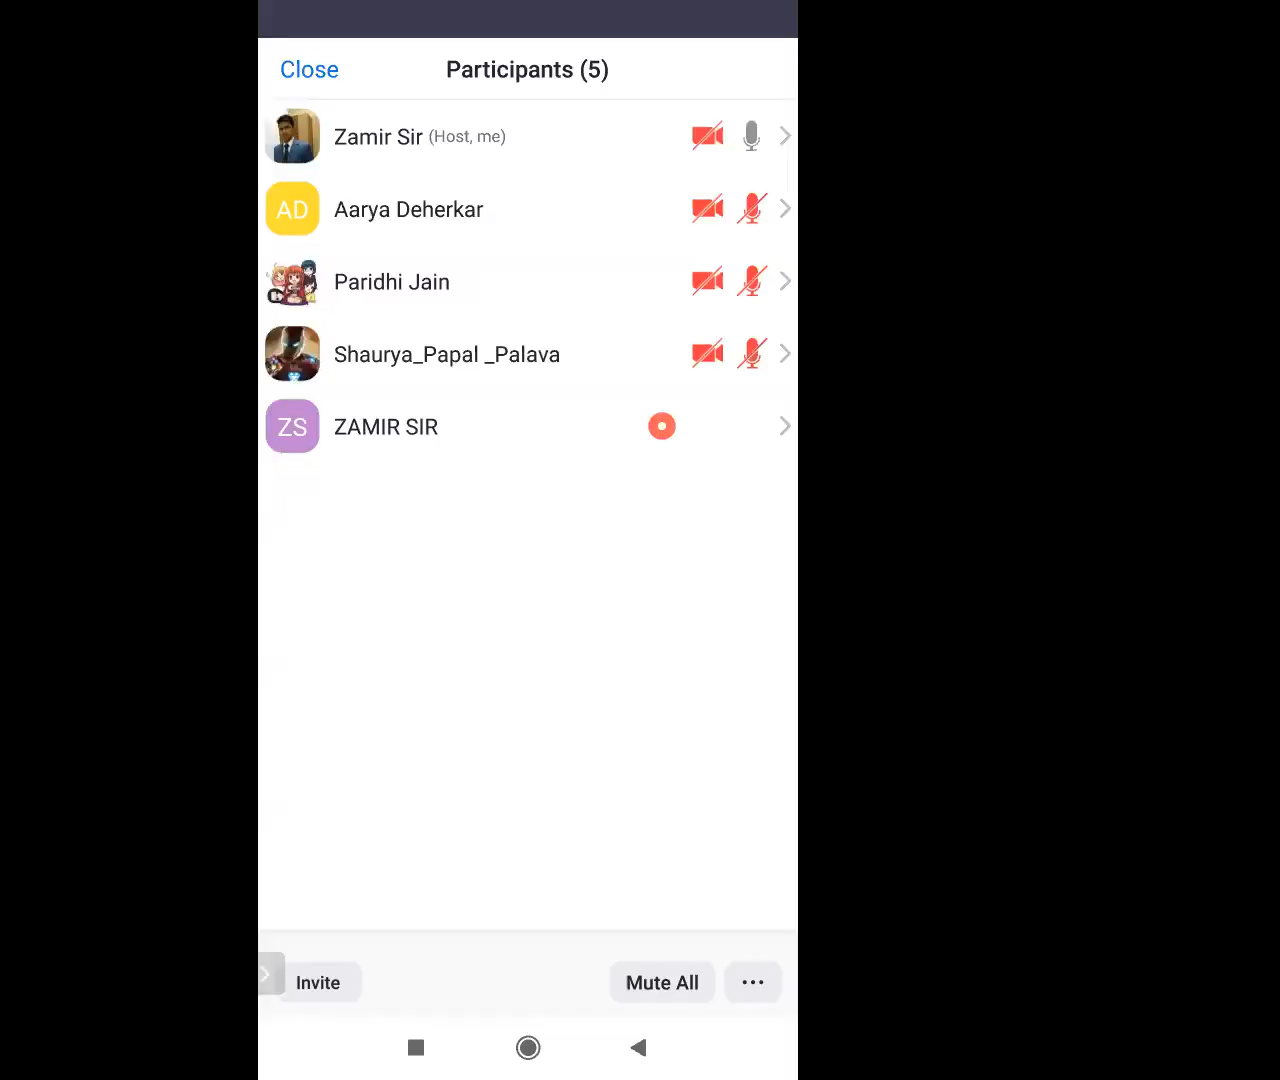 Close Participants (5)
Zamir Sir (Host, me)
AD Aarya Deherkar
Paridhi Jain
Shaurya_Papal _Palava
ZS ZAMIR SIR
Invite Mute All ...